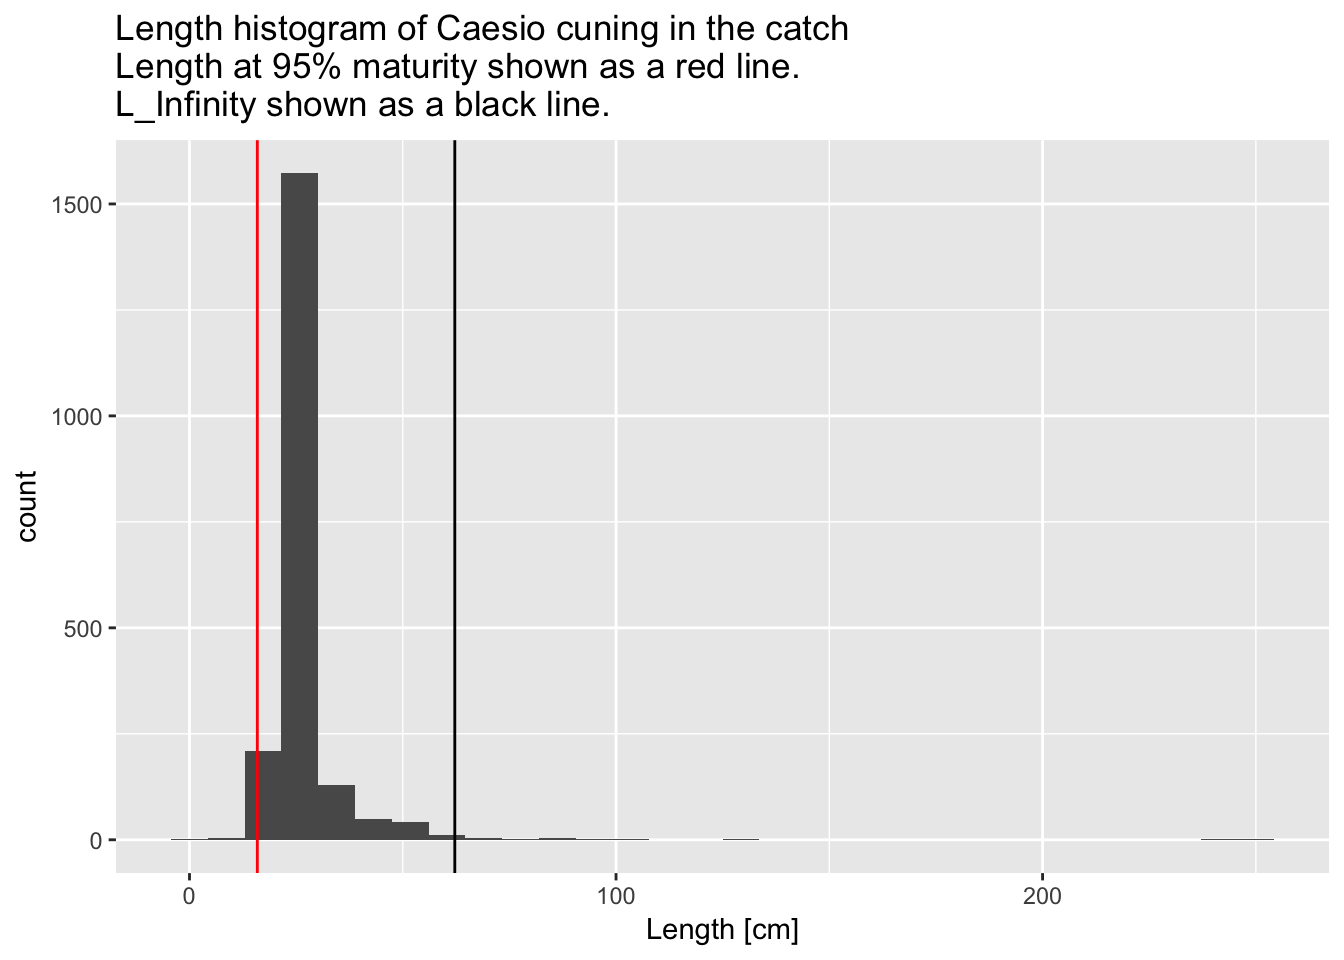 Length histogram of Caesio cuning in the catch
Length at 95% maturity shown as a red line.
L_Infinity shown as a black line.
1500
1000
500
0
count
0 100 200
Length [cm]